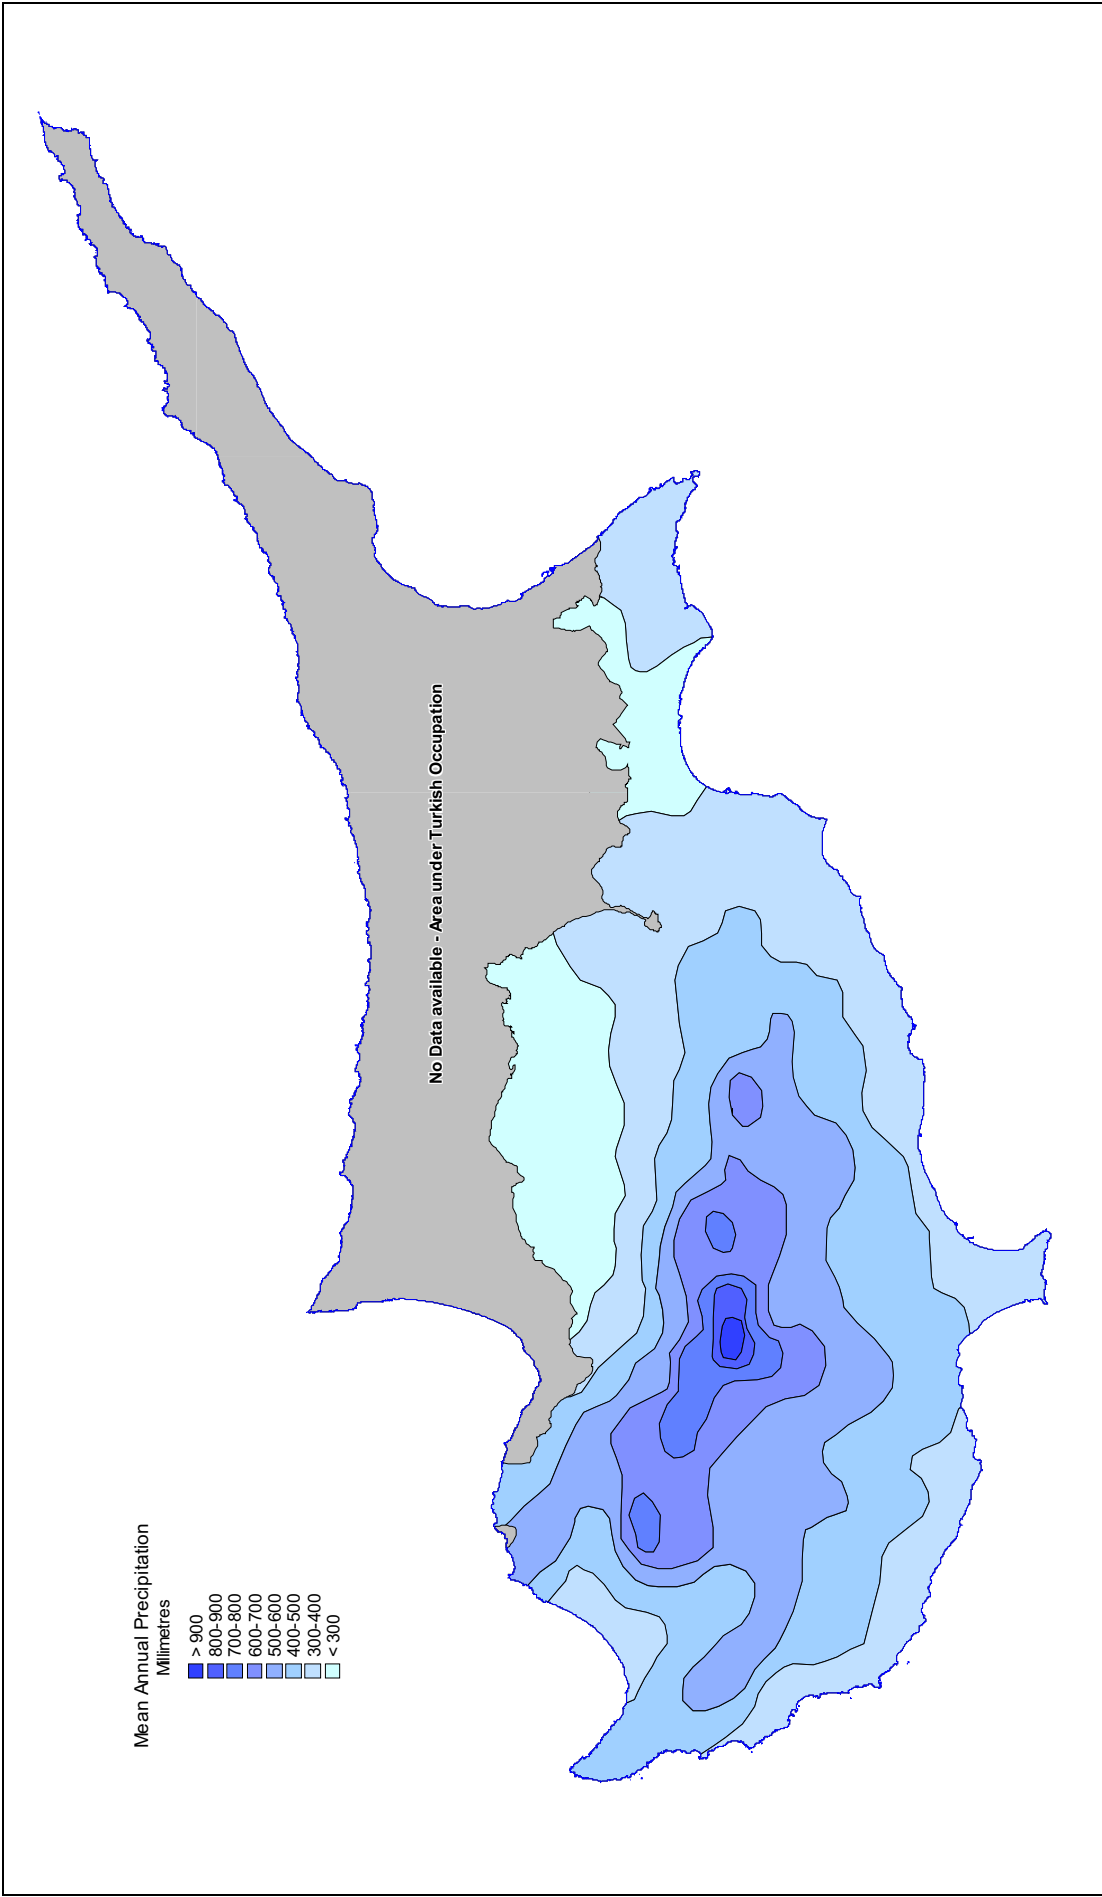 Mean Annual Precipitation
Millimetres
> 900
800-900
700-800
600-700
500-600
400-500
300-400
< 300
No Data available - Area under Turkish Occupation